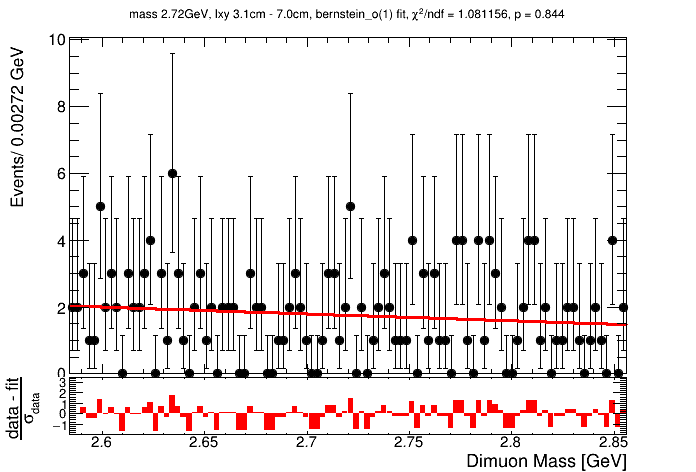 mass 2.72GeV, lxy 3.1cm - 7.0cm, bernstein_o(1) fit, χ²/ndf = 1.081156, p = 0.844
Events/ 0.00272 GeV
10
8
6
4
2
0
data - fit
σdata
3
2
1
0
−1
2.6 2.65 2.7 2.75 2.8 2.85
Dimuon Mass [GeV]